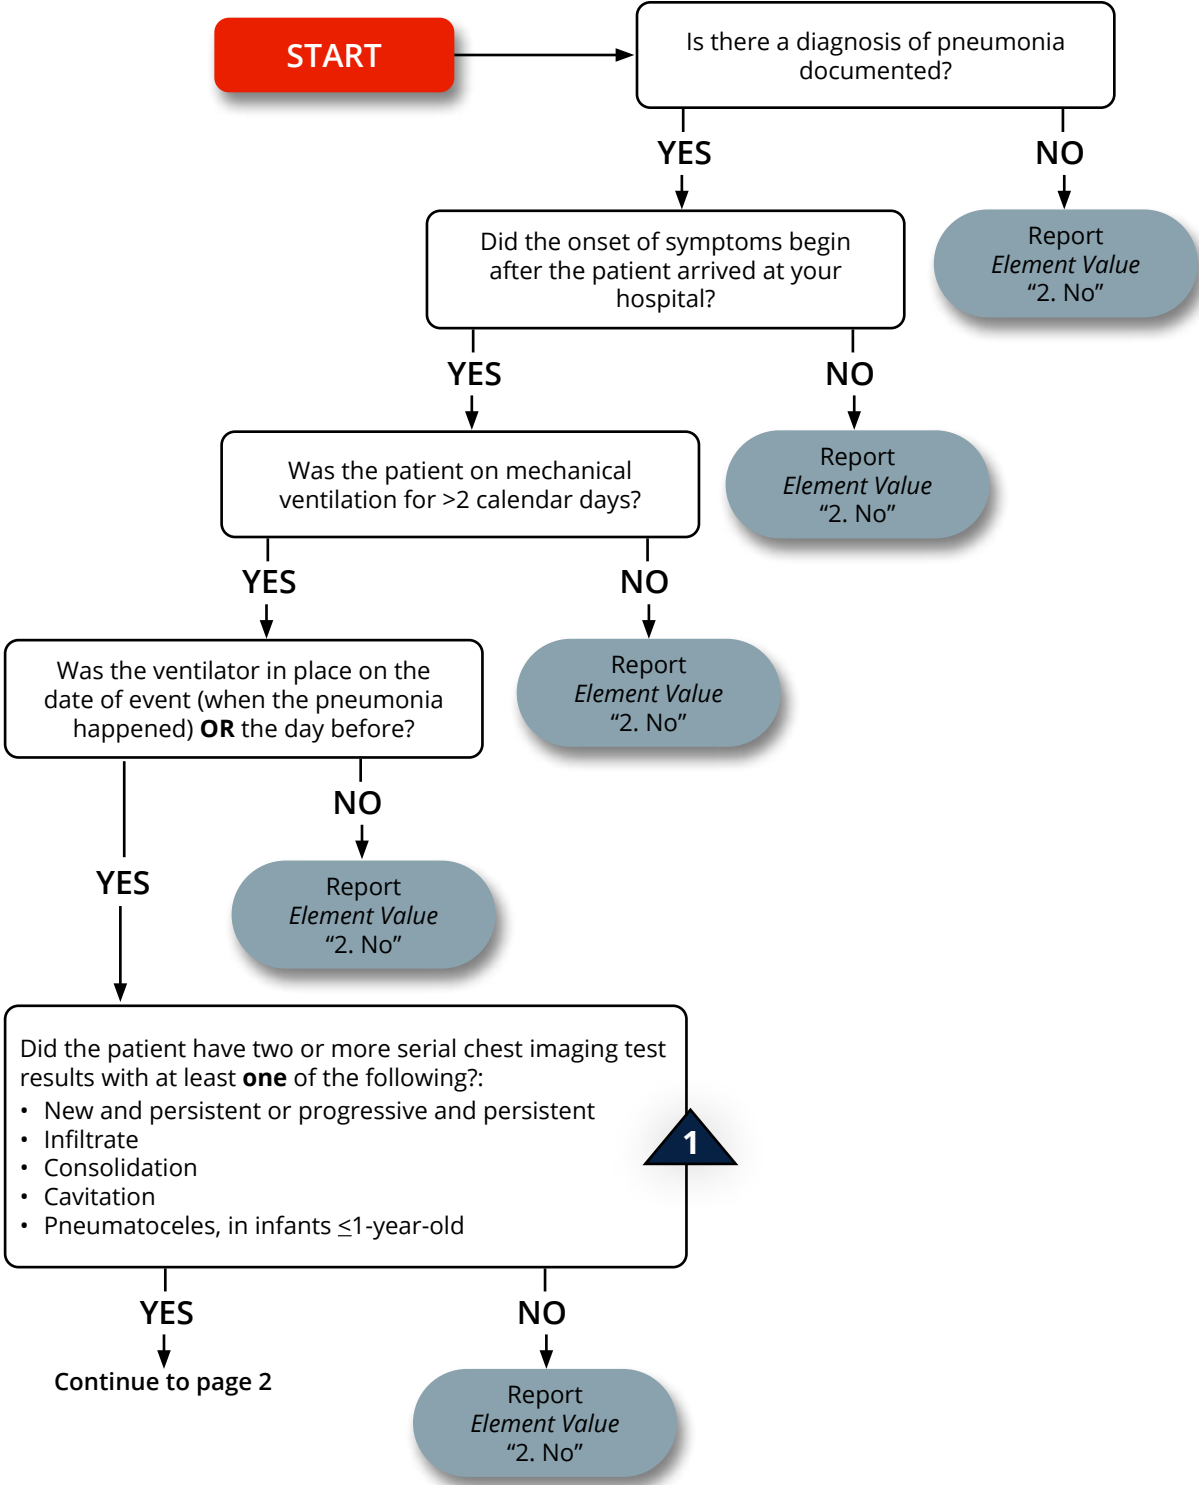 START
Is there a diagnosis of pneumonia
documented?
YES
NO
Did the onset of symptoms begin
after the patient arrived at your
hospital?
Report
Element Value
“2. No”
YES
NO
Was the patient on mechanical
ventilation for >2 calendar days?
Report
Element Value
“2. No”
YES
NO
Was the ventilator in place on the
date of event (when the pneumonia
happened) OR the day before?
Report
Element Value
“2. No”
YES
NO
Report
Element Value
“2. No”
Did the patient have two or more serial chest imaging test
results with at least one of the following?:
• New and persistent or progressive and persistent
• Infiltrate
• Consolidation
• Cavitation
• Pneumatoceles, in infants ≤1-year-old
1
YES
NO
Continue to page 2
Report
Element Value
“2. No”